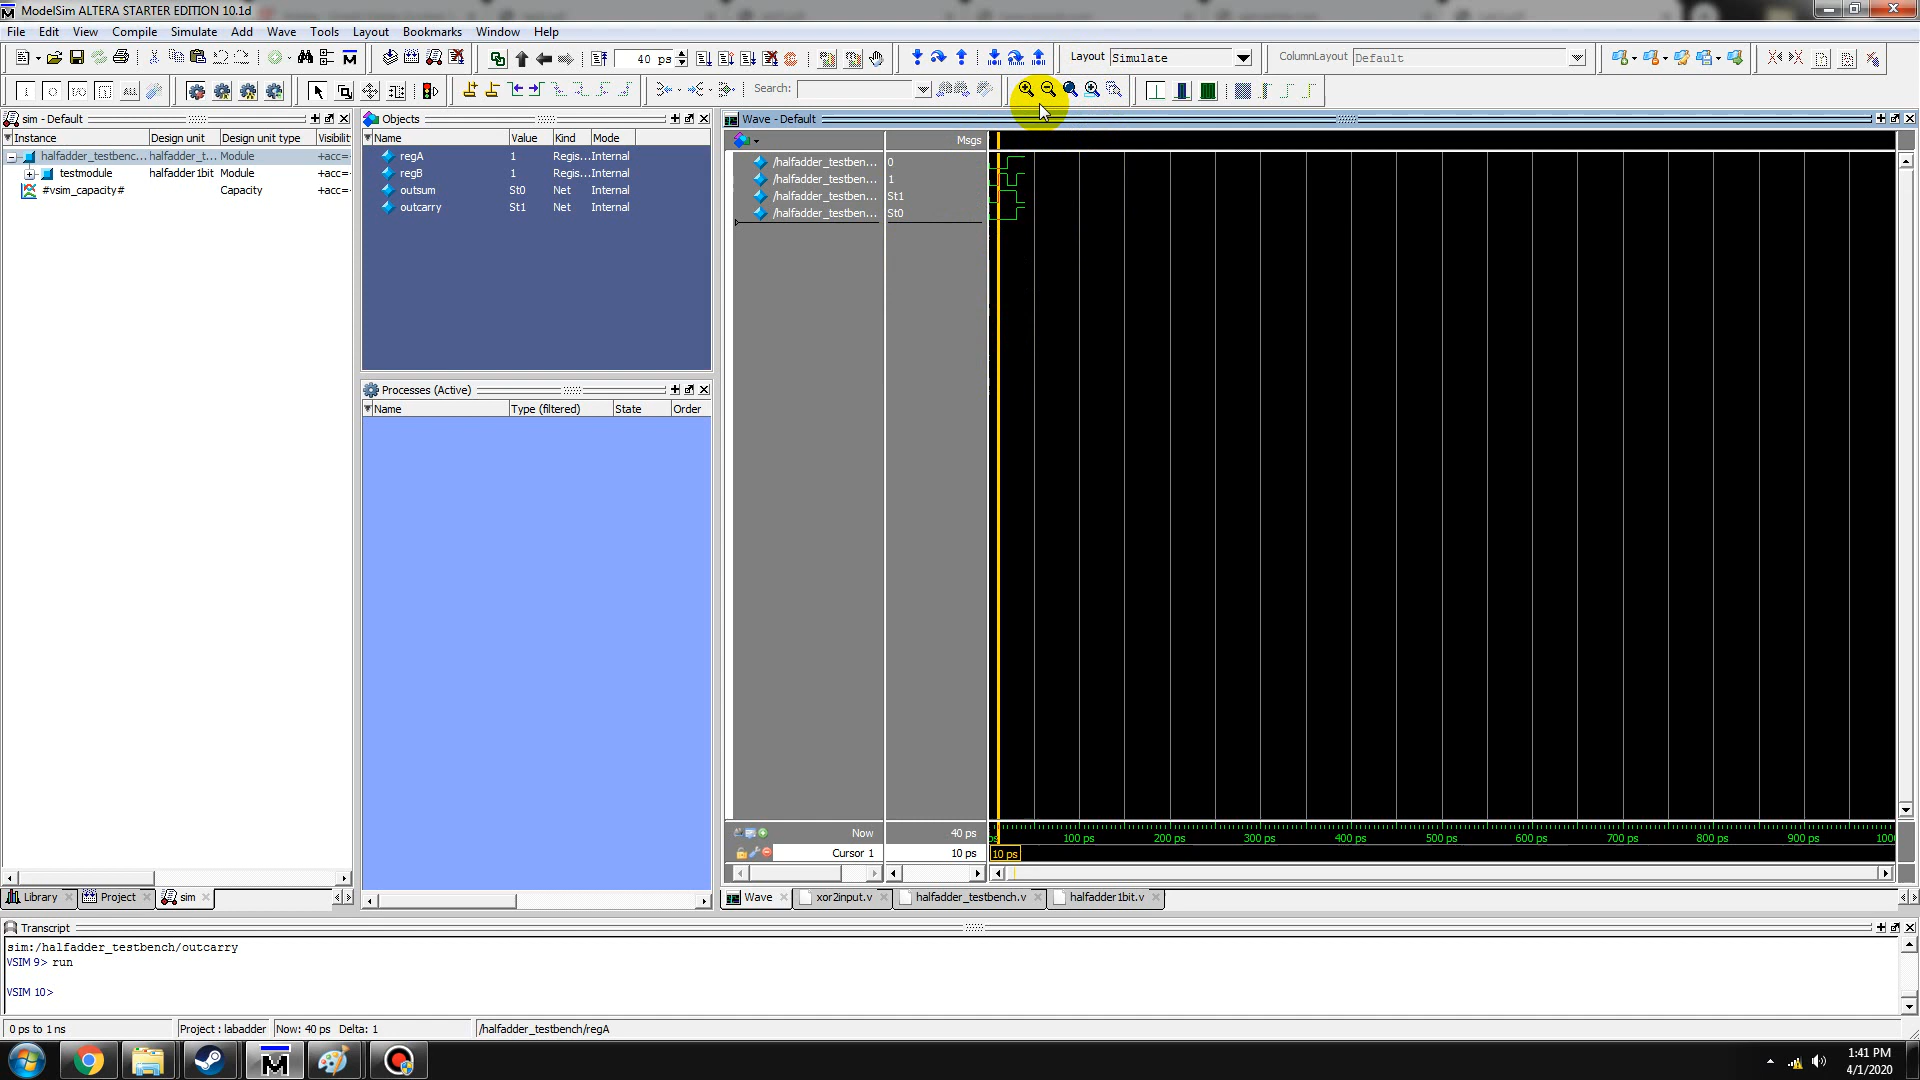 ModelSim ALTERA STARTER EDITION 10.1d
File Edit View Compile Simulate Add Wave Tools Layout Bookmarks Window Help
40 ps Layout Simulate ColumnLayout Default
ALL Search:
sim - Default
Instance Design unit Design unit type Visibilit
halfadder_testbenc... halfadder_t... Module +acc=
testmodule halfadder1bit Module +acc=
#vsim_capacity# Capacity +acc=
Objects
Name Value Kind Mode
regA 1 Regis... Internal
regB 1 Regis... Internal
outsum St0 Net Internal
outcarry St1 Net Internal
Processes (Active)
Name Type (filtered) State Order
Wave - Default
Msgs
/halfadder_testben... 0
/halfadder_testben... 1
/halfadder_testben... St1
/halfadder_testben... St0
Now 40 ps
100 ps 200 ps 300 ps 400 ps 500 ps 600 ps 700 ps 800 ps 900 ps
Cursor 1 10 ps
10 ps
Library Project sim
Wave xor2input.v halfadder_testbench.v halfadder1bit.v
Transcript
sim:/halfadder_testbench/outcarry
VSIM 9> run
VSIM 10>
0 ps to 1 ns Project : labadder Now: 40 ps Delta: 1 /halfadder_testbench/regA
1:41 PM
4/1/2020